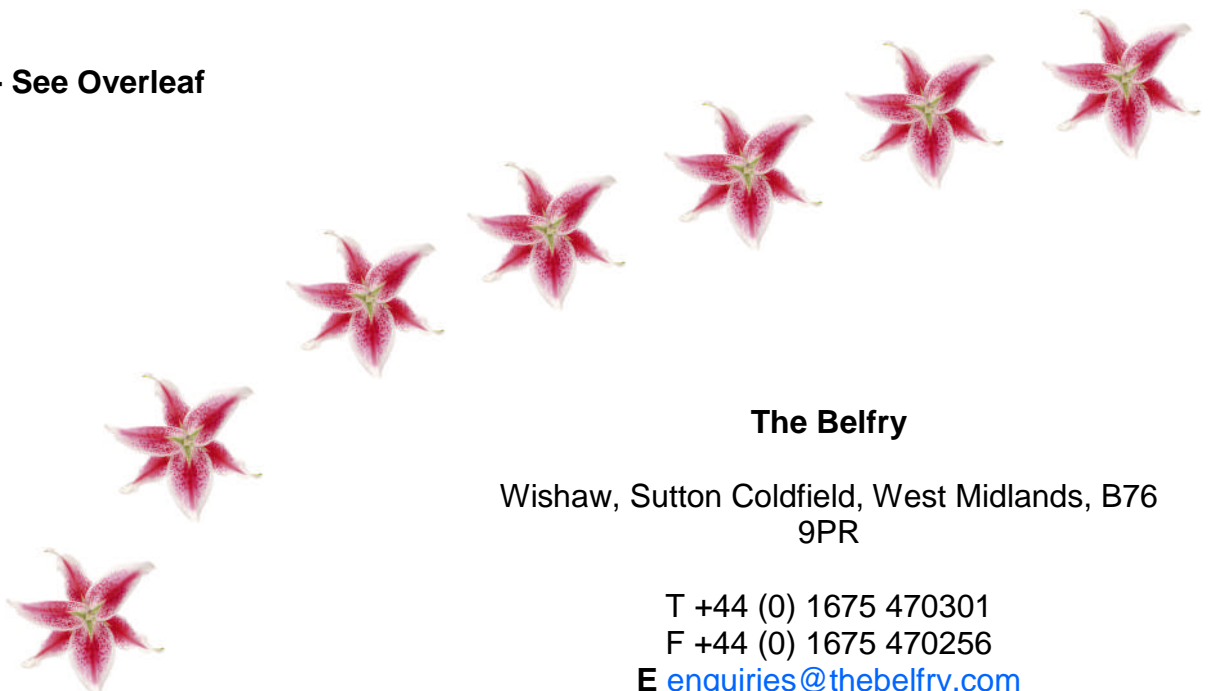 - See Overleaf
The Belfry
Wishaw, Sutton Coldfield, West Midlands, B76
9PR
T +44 (0) 1675 470301
F +44 (0) 1675 470256
E enquiries@thebelfry.com